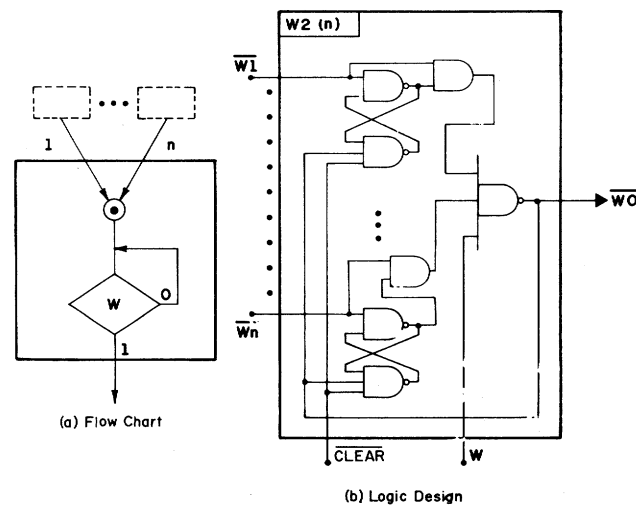 W2 (n)
W1
1
n
W
0
1
WO
Wn
CLEAR
W
(a) Flow Chart
(b) Logic Design